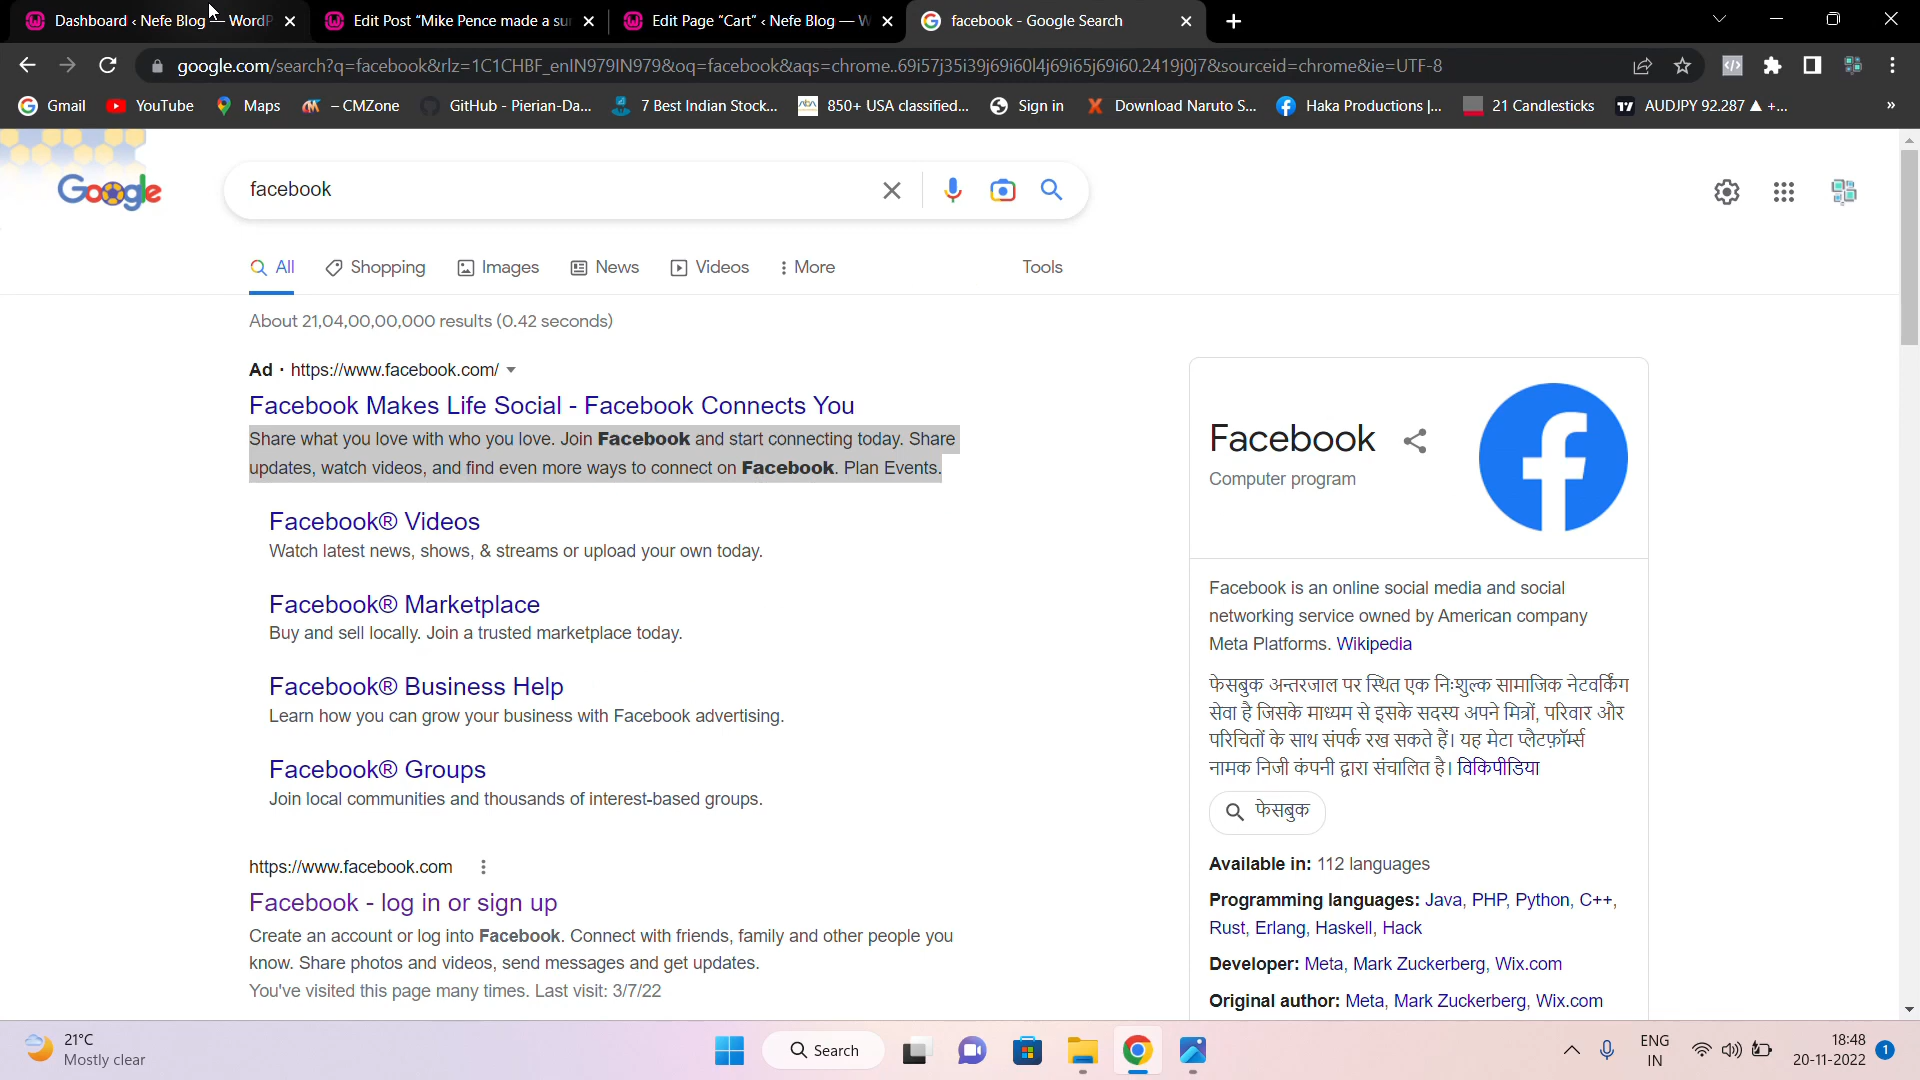 Dashboard ‹ Nefe Blog — WordP
Edit Post “Mike Pence made a su
Edit Page “Cart” ‹ Nefe Blog — W
facebook - Google Search
google.com/search?q=facebook&rlz=1C1CHBF_enIN979IN979&oq=facebook&aqs=chrome..69i57j35i39j69i60l4j69i65j69i60.2419j0j7&sourceid=chrome&ie=UTF-8
Gmail YouTube Maps – CMZone GitHub - Pierian-Da... 7 Best Indian Stock... 850+ USA classified... Sign in Download Naruto S... Haka Productions |... 21 Candlesticks AUDJPY 92.287 ▲ +... »
Google
facebook
All Shopping Images News Videos More Tools
About 21,04,00,00,000 results (0.42 seconds)
Ad · https://www.facebook.com/
Facebook Makes Life Social - Facebook Connects You
Share what you love with who you love. Join Facebook and start connecting today. Share
updates, watch videos, and find even more ways to connect on Facebook. Plan Events.
Facebook® Videos
Watch latest news, shows, & streams or upload your own today.
Facebook® Marketplace
Buy and sell locally. Join a trusted marketplace today.
Facebook® Business Help
Learn how you can grow your business with Facebook advertising.
Facebook® Groups
Join local communities and thousands of interest-based groups.
https://www.facebook.com
Facebook - log in or sign up
Create an account or log into Facebook. Connect with friends, family and other people you
know. Share photos and videos, send messages and get updates.
You've visited this page many times. Last visit: 3/7/22
Facebook
Computer program
Facebook is an online social media and social
networking service owned by American company
Meta Platforms. Wikipedia
फेसबुक अन्तरजाल पर स्थित एक निःशुल्क सामाजिक नेटवर्किंग
सेवा है जिसके माध्यम से इसके सदस्य अपने मित्रों, परिवार और
परिचितों के साथ संपर्क रख सकते हैं। यह मेटा प्लैटफ़ॉर्म्स
नामक निजी कंपनी द्वारा संचालित है। विकिपीडिया
फेसबुक
Available in: 112 languages
Programming languages: Java, PHP, Python, C++,
Rust, Erlang, Haskell, Hack
Developer: Meta, Mark Zuckerberg, Wix.com
Original author: Meta, Mark Zuckerberg, Wix.com
21°C
Mostly clear
Search
ENG
IN
18:48
20-11-2022
1